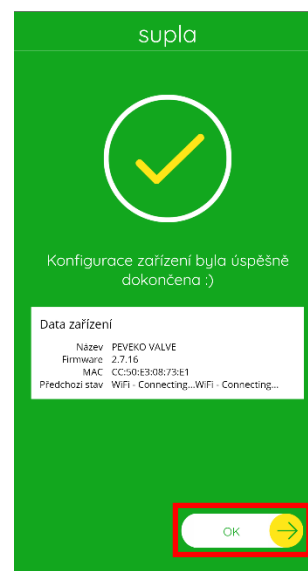 supla
Konfigurace zařízení byla úspěšně
dokončena :)
Data zařízení
Název PEVEKO VALVE
Firmware 2.7.16
MAC CC:50:E3:08:73:E1
Předchozí stav WiFi - Connecting...WiFi - Connecting...
OK